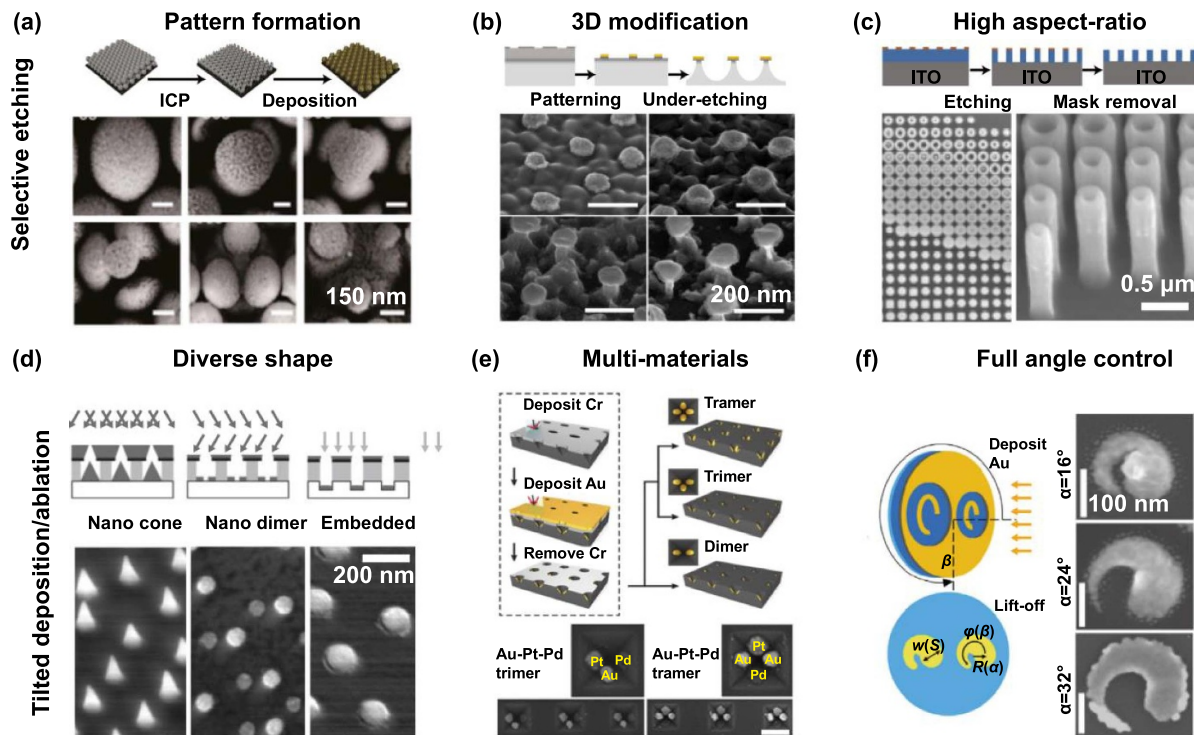 (a)
Pattern formation
ICP
Deposition
150 nm
(b)
3D modification
Patterning
Under-etching
200 nm
(c)
High aspect-ratio
ITO
ITO
ITO
Etching
Mask removal
0.5 µm
Selective etching
(d)
Diverse shape
Nano cone
Nano dimer
Embedded
200 nm
(e)
Multi-materials
Deposit Cr
Deposit Au
Remove Cr
Tramer
Trimer
Dimer
Au-Pt-Pd
trimer
Pt
Pd
Au
Au-Pt-Pd
tramer
Pt
Au
Au
Pd
(f)
Full angle control
Deposit
Au
β
Lift-off
w(S)
φ(β)
R(α)
α=16°
100 nm
α=24°
α=32°
Tilted deposition/ablation